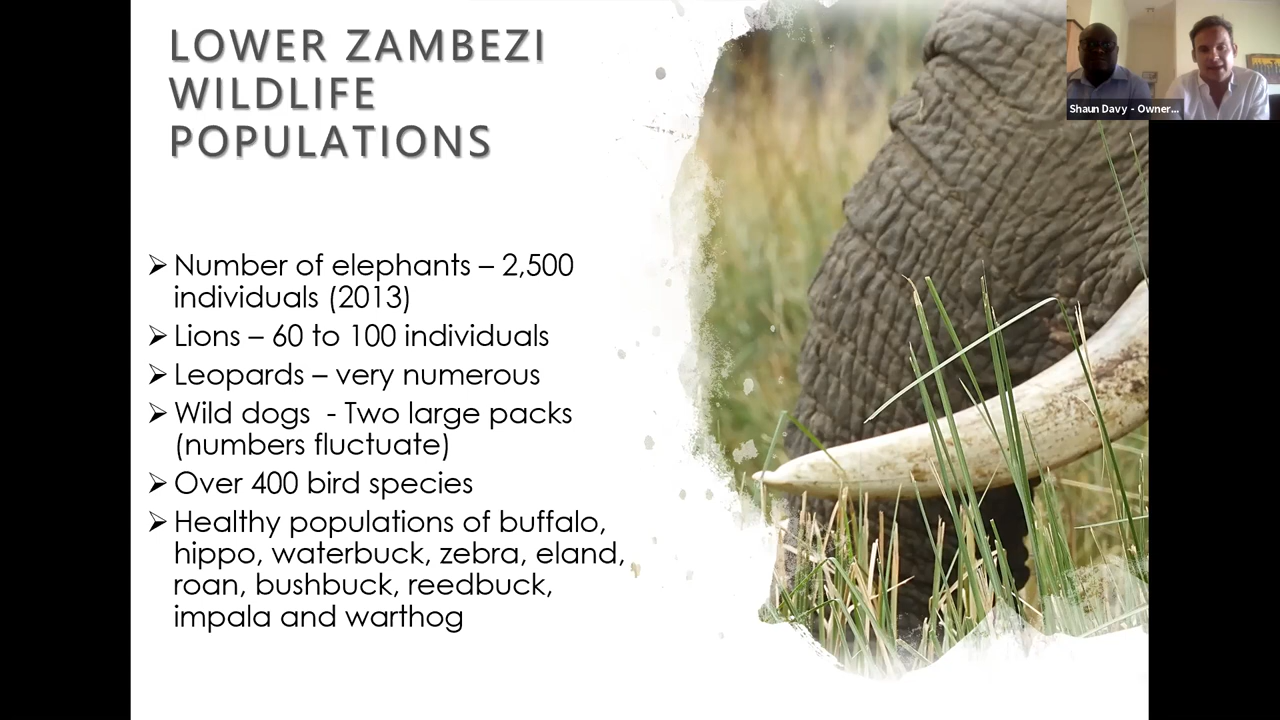 LOWER ZAMBEZI
WILDLIFE
POPULATIONS
Shaun Davy - Owner...
➢ Number of elephants – 2,500
individuals (2013)
➢ Lions – 60 to 100 individuals
➢ Leopards – very numerous
➢ Wild dogs  - Two large packs
(numbers fluctuate)
➢ Over 400 bird species
➢ Healthy populations of buffalo,
hippo, waterbuck, zebra, eland,
roan, bushbuck, reedbuck,
impala and warthog